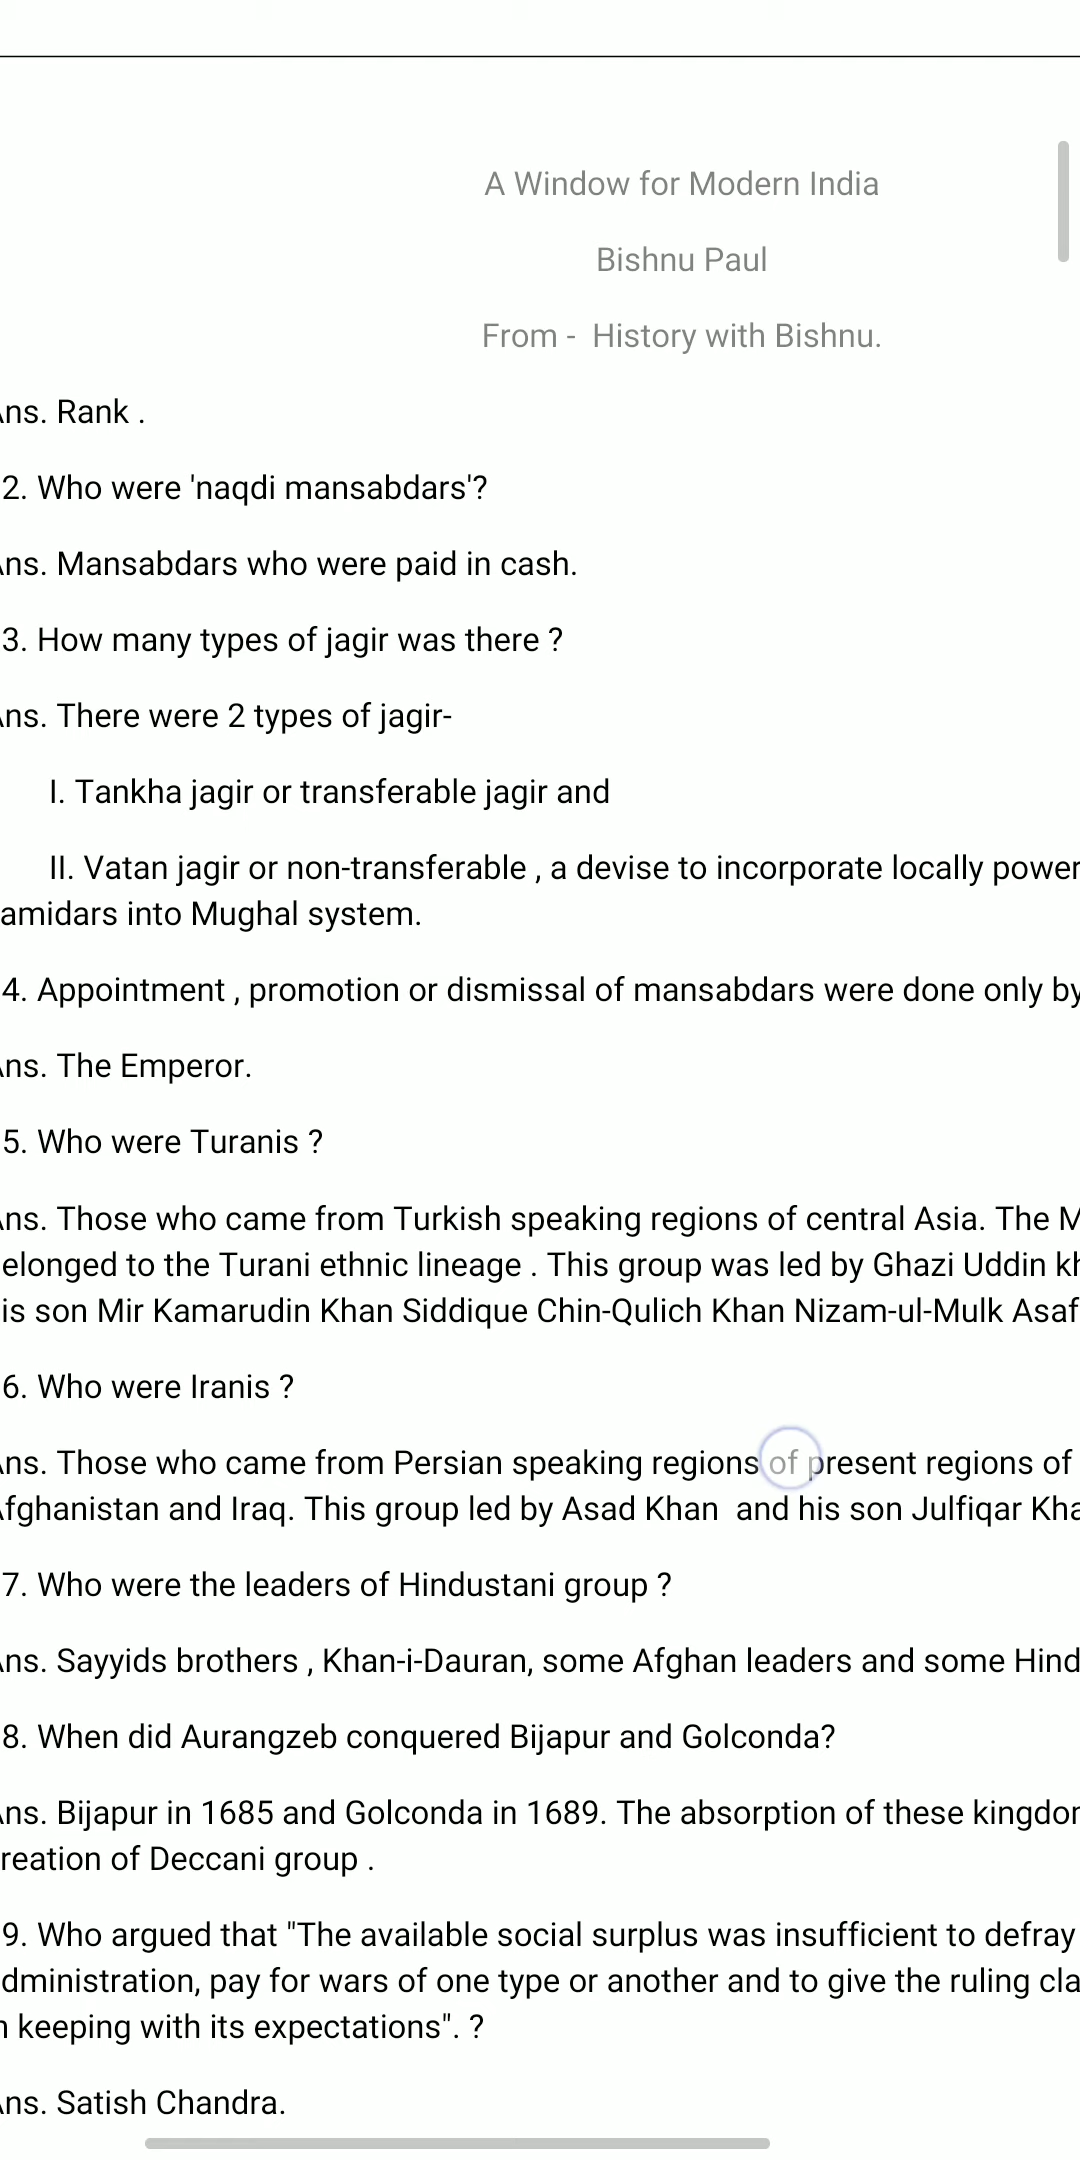 A Window for Modern India
Bishnu Paul
From - History with Bishnu.
ns. Rank .
2. Who were 'naqdi mansabdars'?
ns. Mansabdars who were paid in cash.
3. How many types of jagir was there ?
ns. There were 2 types of jagir-
I. Tankha jagir or transferable jagir and
II. Vatan jagir or non-transferable , a devise to incorporate locally power
amidars into Mughal system.
4. Appointment , promotion or dismissal of mansabdars were done only by
ns. The Emperor.
5. Who were Turanis ?
ns. Those who came from Turkish speaking regions of central Asia. The M
elonged to the Turani ethnic lineage . This group was led by Ghazi Uddin kh
is son Mir Kamarudin Khan Siddique Chin-Qulich Khan Nizam-ul-Mulk Asaf
6. Who were Iranis ?
ns. Those who came from Persian speaking regions of present regions of
fghanistan and Iraq. This group led by Asad Khan and his son Julfiqar Kha
7. Who were the leaders of Hindustani group ?
ns. Sayyids brothers , Khan-i-Dauran, some Afghan leaders and some Hind
8. When did Aurangzeb conquered Bijapur and Golconda?
ns. Bijapur in 1685 and Golconda in 1689. The absorption of these kingdom
reation of Deccani group .
9. Who argued that "The available social surplus was insufficient to defray
dministration, pay for wars of one type or another and to give the ruling cla
n keeping with its expectations". ?
ns. Satish Chandra.